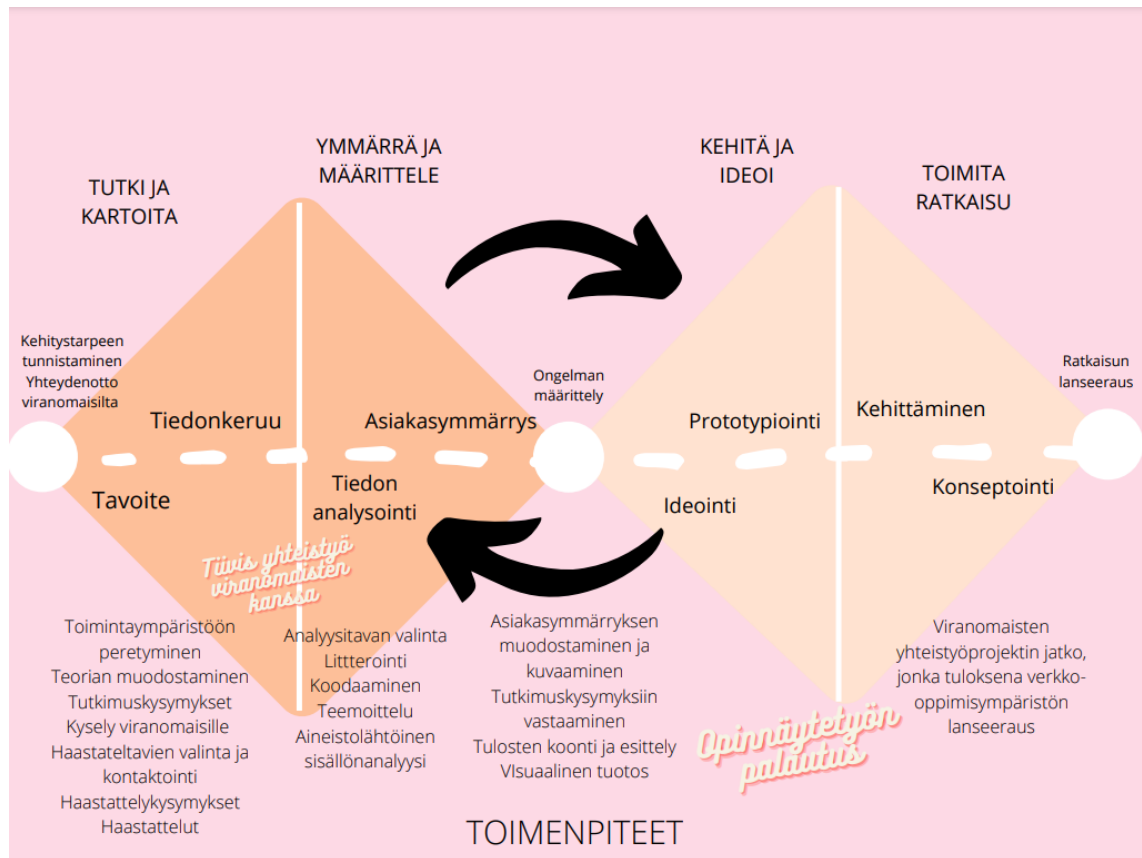 TUTKI JA
KARTOITA
YMMÄRRÄ JA
MÄÄRITTELE
KEHITÄ JA
IDEOI
TOIMITA
RATKAISU
Kehitystarpeen
tunnistaminen
Yhteydenotto
viranomaisilta
Ongelman
määrittely
Ratkaisun
lanseeraus
Tiedonkeruu
Asiakasymmärrys
Prototypiointi
Kehittäminen
Tavoite
Tiedon
analysointi
Ideointi
Konseptointi
Tiivis yhteistyö
viranomaisten
kanssa
Toimintaympäristöön
peretyminen
Teorian muodostaminen
Tutkimuskysymykset
Kysely viranomaisille
Haastateltavien valinta ja
kontaktointi
Haastattelykysymykset
Haastattelut
Analyysitavan valinta
Littterointi
Koodaaminen
Teemoittelu
Aineistolähtöinen
sisällönanalyysi
Asiakasymmärryksen
muodostaminen ja
kuvaaminen
Tutkimuskysymyksiin
vastaaminen
Tulosten koonti ja esittely
VIsuaalinen tuotos
Viranomaisten
yhteistyöprojektin jatko,
jonka tuloksena verkko-
oppimisympäristön
lanseeraus
Opinnäytetyön
palautus
TOIMENPITEET